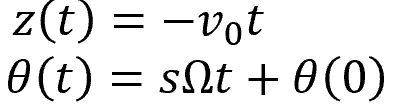 z(t) = −v₀t
θ(t) = sΩt + θ(0)